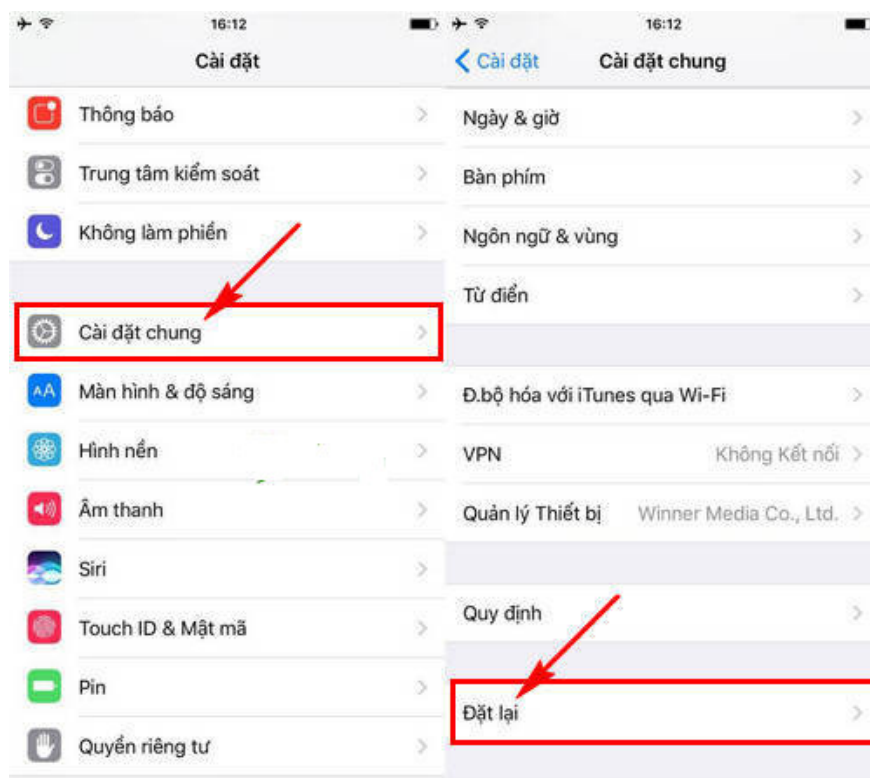 16:12
Cài đặt
Thông báo
Trung tâm kiểm soát
Không làm phiền
Cài đặt chung
AA Màn hình & độ sáng
Hình nền
Âm thanh
Siri
Touch ID & Mật mã
Pin
Quyền riêng tư
16:12
Cài đặt Cài đặt chung
Ngày & giờ
Bàn phím
Ngôn ngữ & vùng
Từ điển
Đ.bộ hóa với iTunes qua Wi-Fi
VPN Không Kết nối
Quản lý Thiết bị Winner Media Co., Ltd.
Quy định
Đặt lại